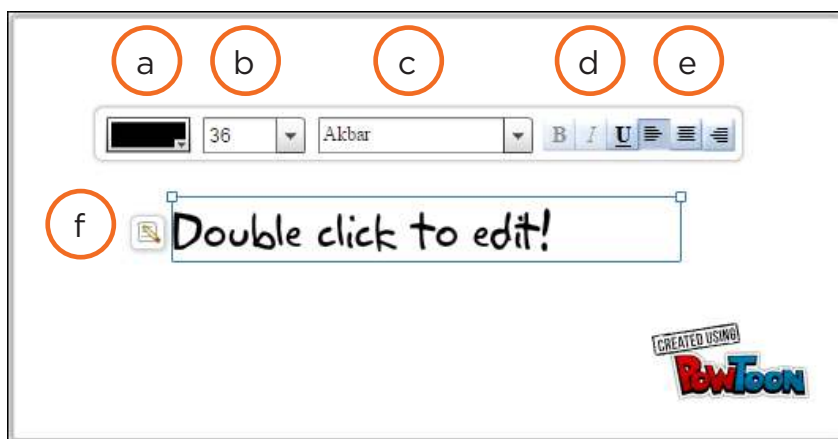 a b c d e
36 Akbar B I U
f Double click to edit!
CREATED USING
POWTOON